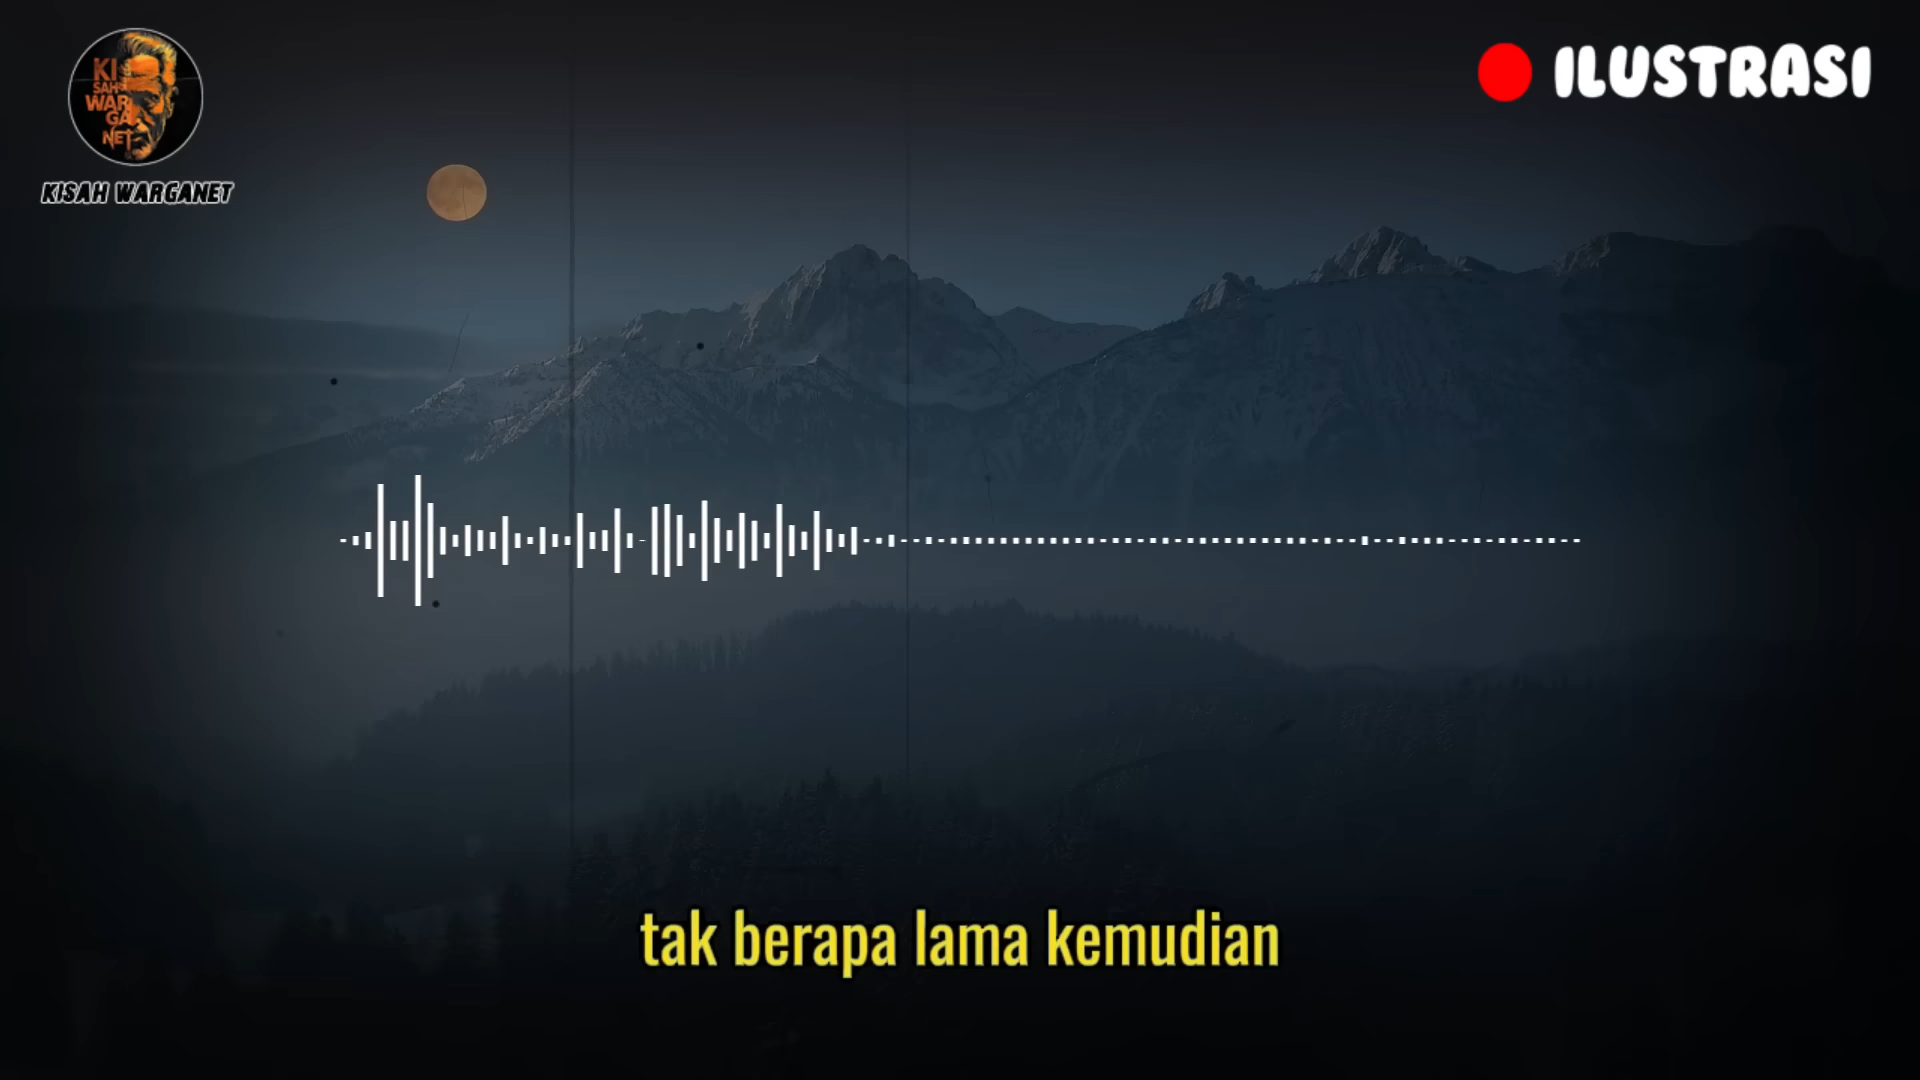 KI
SAH
WAR
GA
NET
KISAH WARGANET
ILUSTRASI
tak berapa lama kemudian